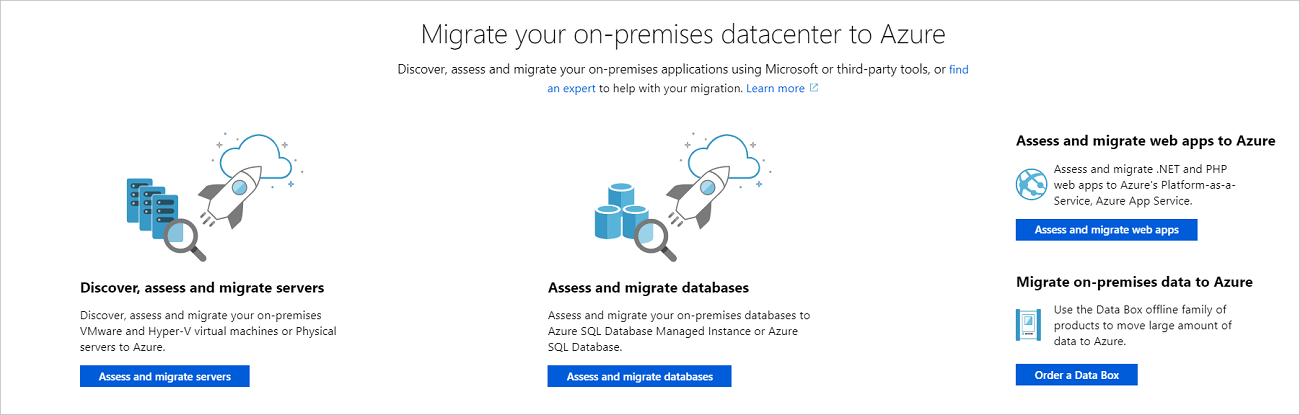 Migrate your on-premises datacenter to Azure
Discover, assess and migrate your on-premises applications using Microsoft or third-party tools, or find
an expert to help with your migration. Learn more
Discover, assess and migrate servers
Discover, assess and migrate your on-premises
VMware and Hyper-V virtual machines or Physical
servers to Azure.
Assess and migrate servers
Assess and migrate databases
Assess and migrate your on-premises databases to
Azure SQL Database Managed Instance or Azure
SQL Database.
Assess and migrate databases
Assess and migrate web apps to Azure
Assess and migrate .NET and PHP
web apps to Azure's Platform-as-a-
Service, Azure App Service.
Assess and migrate web apps
Migrate on-premises data to Azure
Use the Data Box offline family of
products to move large amount of
data to Azure.
Order a Data Box